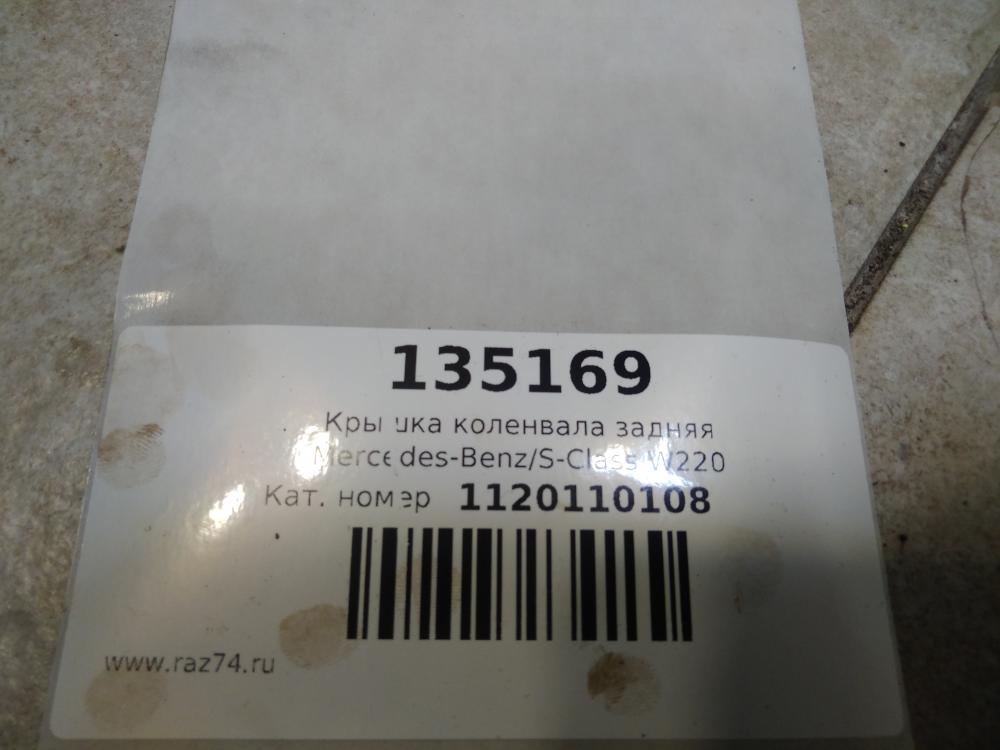 135169
Крышка коленвала задняя
Mercedes-Benz/S-Class W220
Кат. номер 1120110108
www.raz74.ru